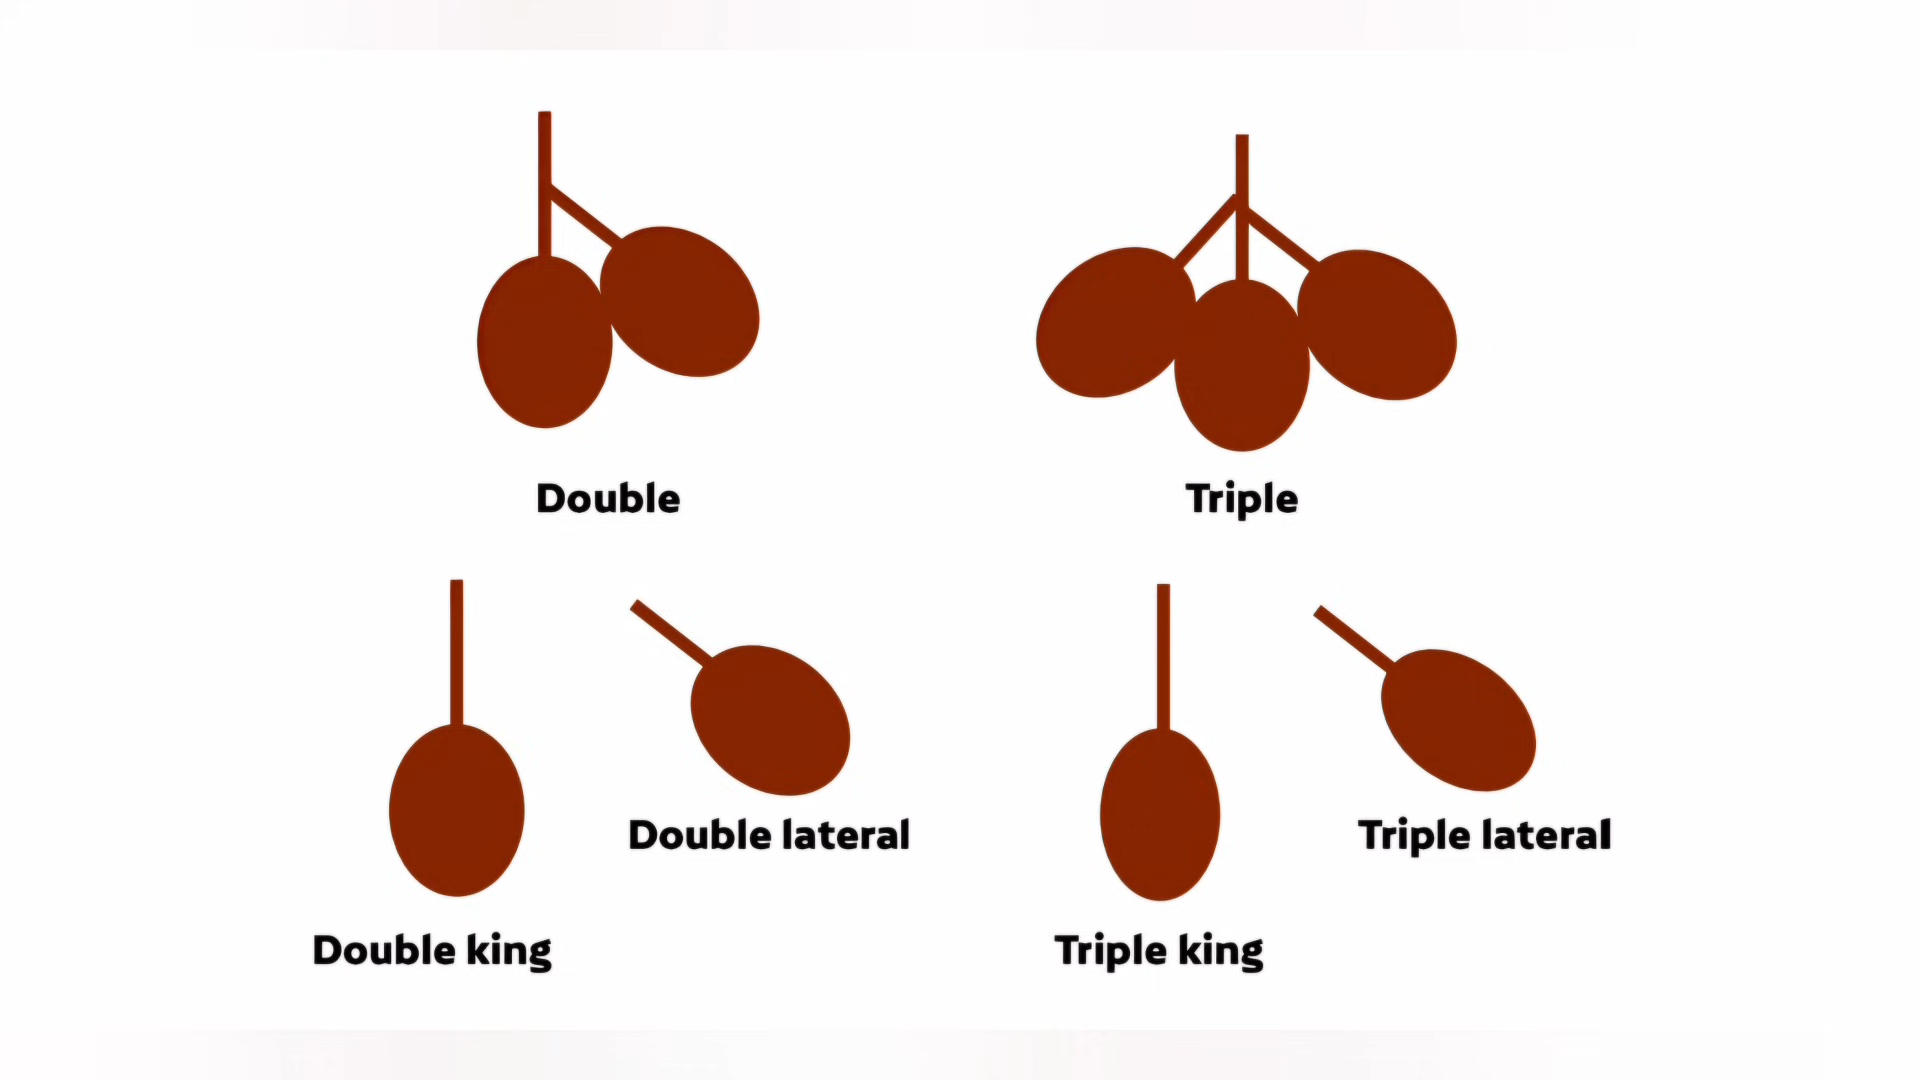 Double
Triple
Double lateral
Triple lateral
Double king
Triple king